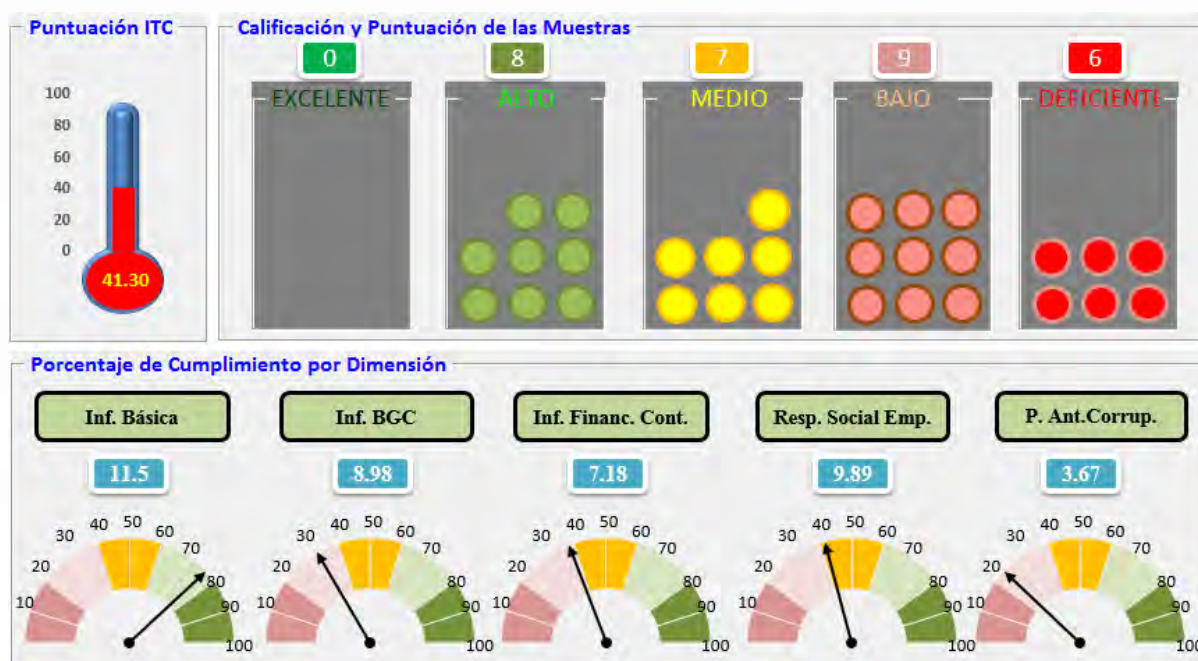 Puntuación ITC
Calificación y Puntuación de las Muestras
0
8
7
9
6
EXCELENTE
ALTO
MEDIO
BAJO
DEFICIENTE
100
80
60
40
20
0
41.30
Porcentaje de Cumplimiento por Dimensión
Inf. Básica
Inf. BGC
Inf. Financ. Cont.
Resp. Social Emp.
P. Ant.Corrup.
11.5
8.98
7.18
9.89
3.67
10 20 30 40 50 60 70 80 90 100
10 20 30 40 50 60 70 80 90 100
10 20 30 40 50 60 70 80 90 100
10 20 30 40 50 60 70 80 90 100
10 20 30 40 50 60 70 80 90 100